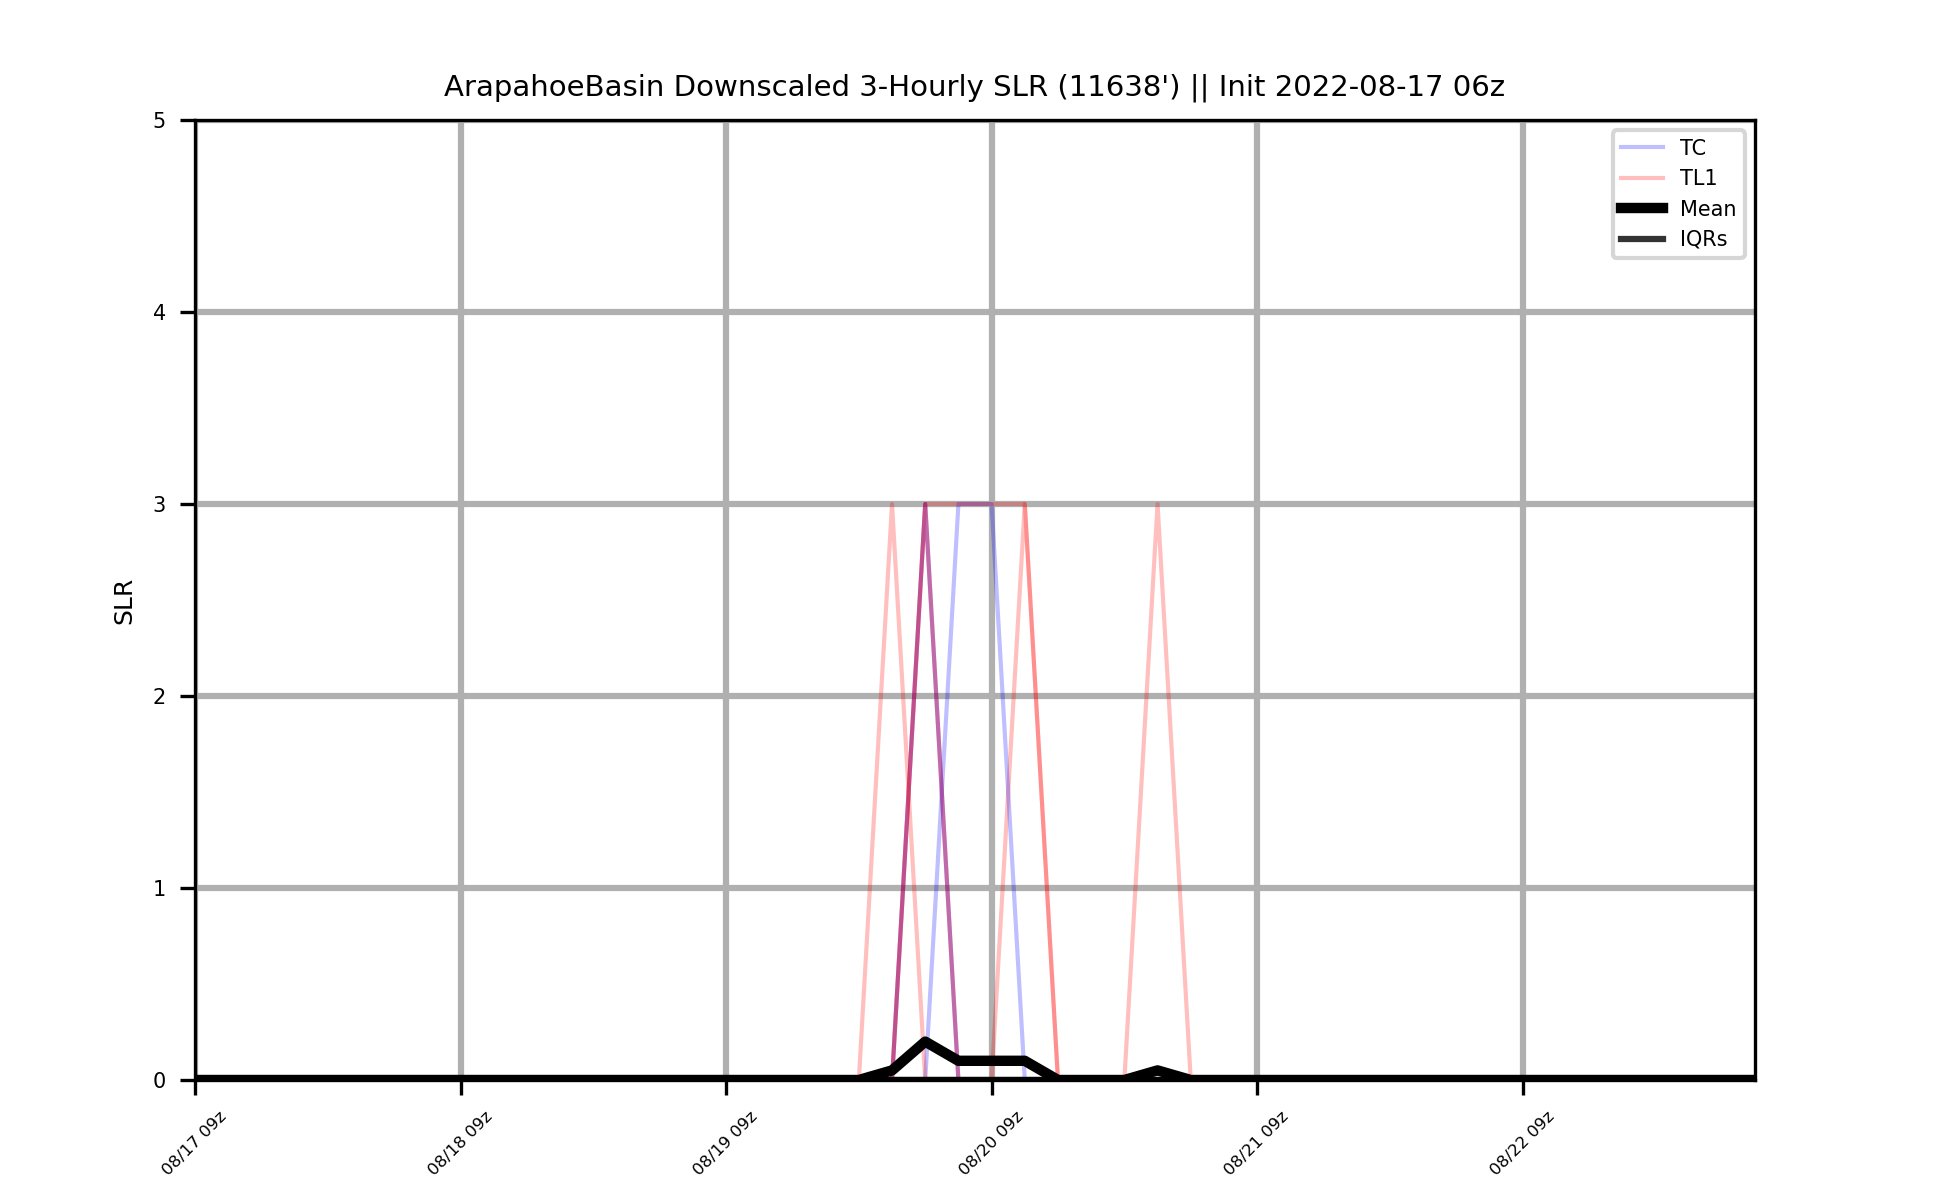 ArapahoeBasin Downscaled 3-Hourly SLR (11638') || Init 2022-08-17 06z
5
4
3
2
1
0
SLR
TC
TL1
Mean
IQRs
08/17 09z
08/18 09z
08/19 09z
08/20 09z
08/21 09z
08/22 09z